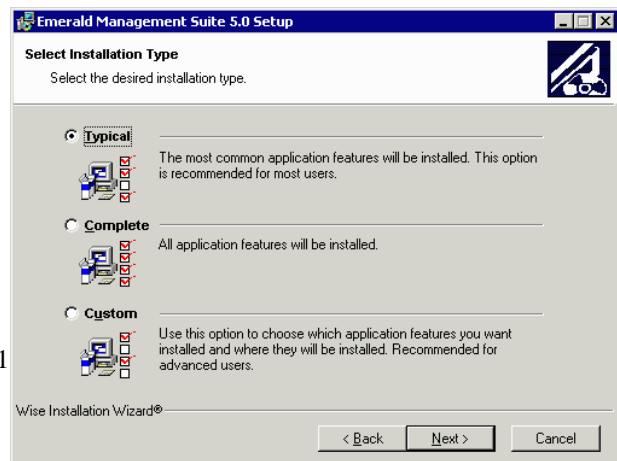 Emerald Management Suite 5.0 Setup
Select Installation Type
Select the desired installation type.
Typical
The most common application features will be installed. This option
is recommended for most users.
Complete
All application features will be installed.
Custom
Use this option to choose which application features you want
installed and where they will be installed. Recommended for
advanced users.
1
Wise Installation Wizard®
< Back
Next >
Cancel